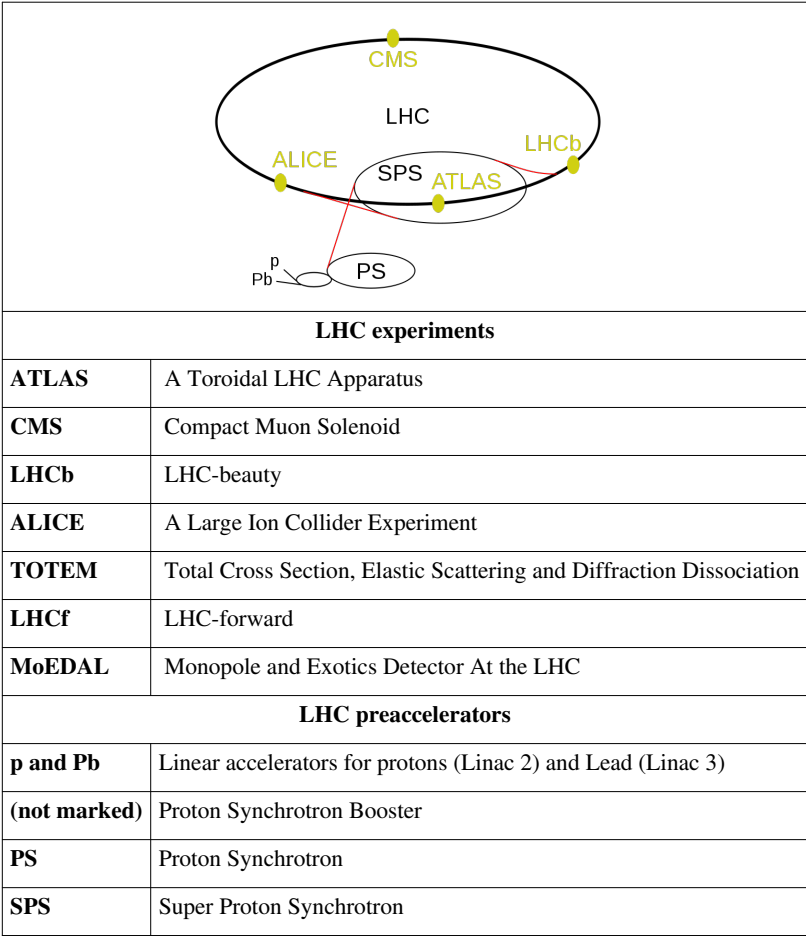 CMS
LHC
LHCb
ALICE
SPS
ATLAS
p
Pb
PS
LHC experiments
ATLAS A Toroidal LHC Apparatus
CMS Compact Muon Solenoid
LHCb LHC-beauty
ALICE A Large Ion Collider Experiment
TOTEM Total Cross Section, Elastic Scattering and Diffraction Dissociation
LHCf LHC-forward
MoEDAL Monopole and Exotics Detector At the LHC
LHC preaccelerators
p and Pb Linear accelerators for protons (Linac 2) and Lead (Linac 3)
(not marked) Proton Synchrotron Booster
PS Proton Synchrotron
SPS Super Proton Synchrotron